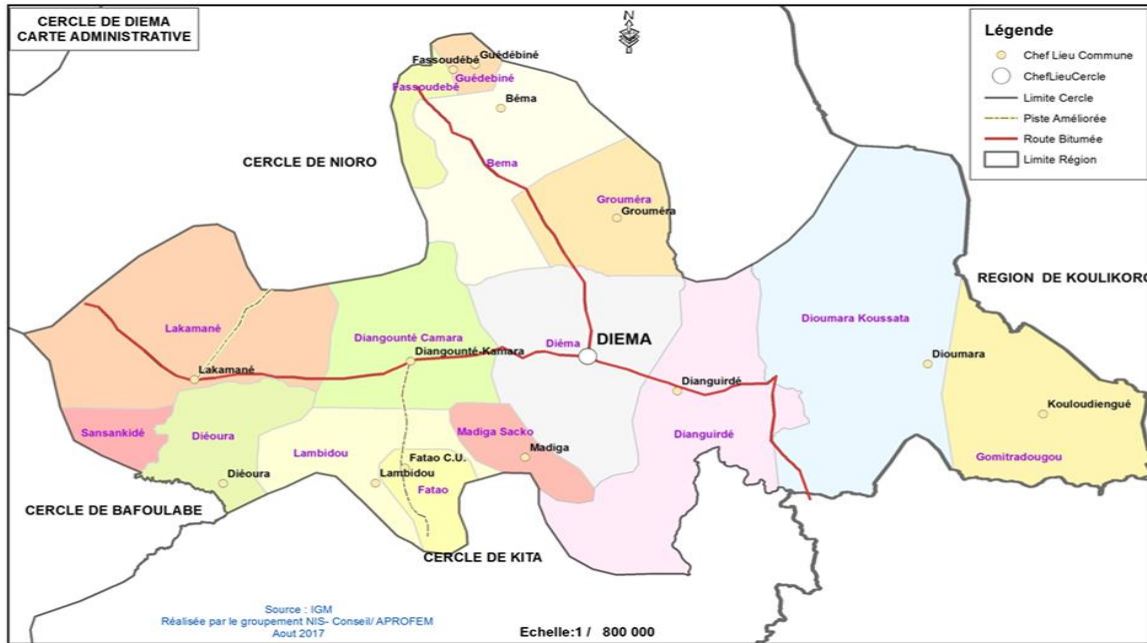 CERCLE DE DIEMA
CARTE ADMINISTRATIVE
N
Légende
Chef Lieu Commune
ChefLieuCercle
Limite Cercle
Piste Améliorée
Route Bitumée
Limite Région
Guédébiné
Fassoudébé
Guédebiné
Fassoudebé
Béma
CERCLE DE NIORO
Bema
Grouméra
Grouméra
REGION DE KOULIKORO
Lakamané
Diangounté Camara
Diéma
DIEMA
Dioumara Koussata
Diangounté-Kamara
Lakamané
Dioumara
Dianguirdé
Kouloudiengué
Sansankidé
Diéoura
Madiga Sacko
Dianguirdé
Lambidou
Madiga
Gomitradougou
Fatao C.U.
Diéoura
Lambidou
Fatao
CERCLE DE BAFOULABE
CERCLE DE KITA
Source : IGM
Réalisée par le groupement NIS- Conseil/ APROFEM
Aout 2017
Echelle:1 / 800 000